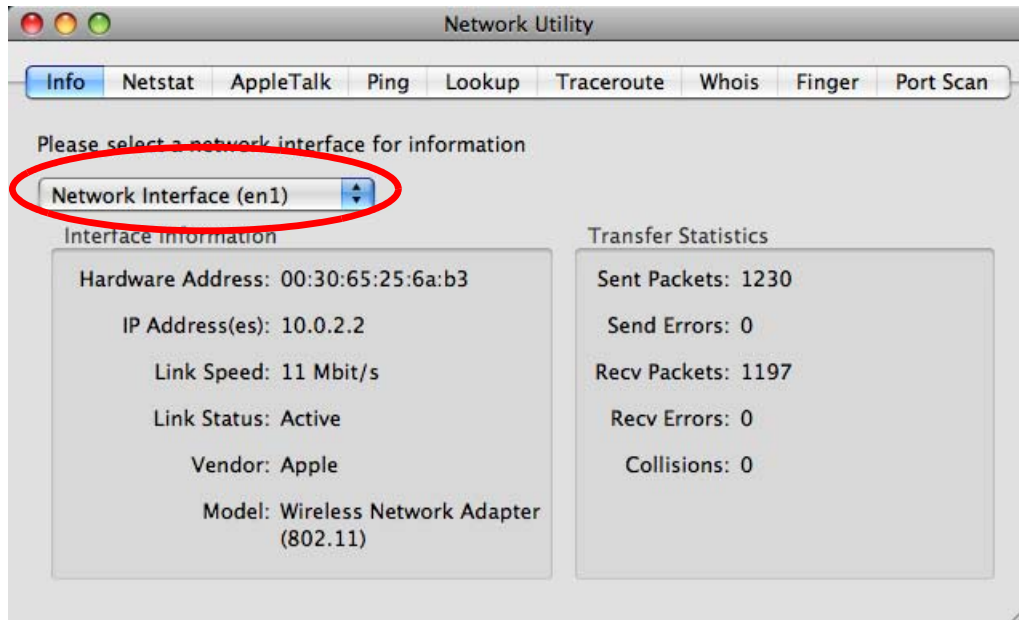 Network Utility
Info Netstat AppleTalk Ping Lookup Traceroute Whois Finger Port Scan
Please select a network interface for information
Network Interface (en1)
Interface Information
Hardware Address: 00:30:65:25:6a:b3
IP Address(es): 10.0.2.2
Link Speed: 11 Mbit/s
Link Status: Active
Vendor: Apple
Model: Wireless Network Adapter
(802.11)
Transfer Statistics
Sent Packets: 1230
Send Errors: 0
Recv Packets: 1197
Recv Errors: 0
Collisions: 0